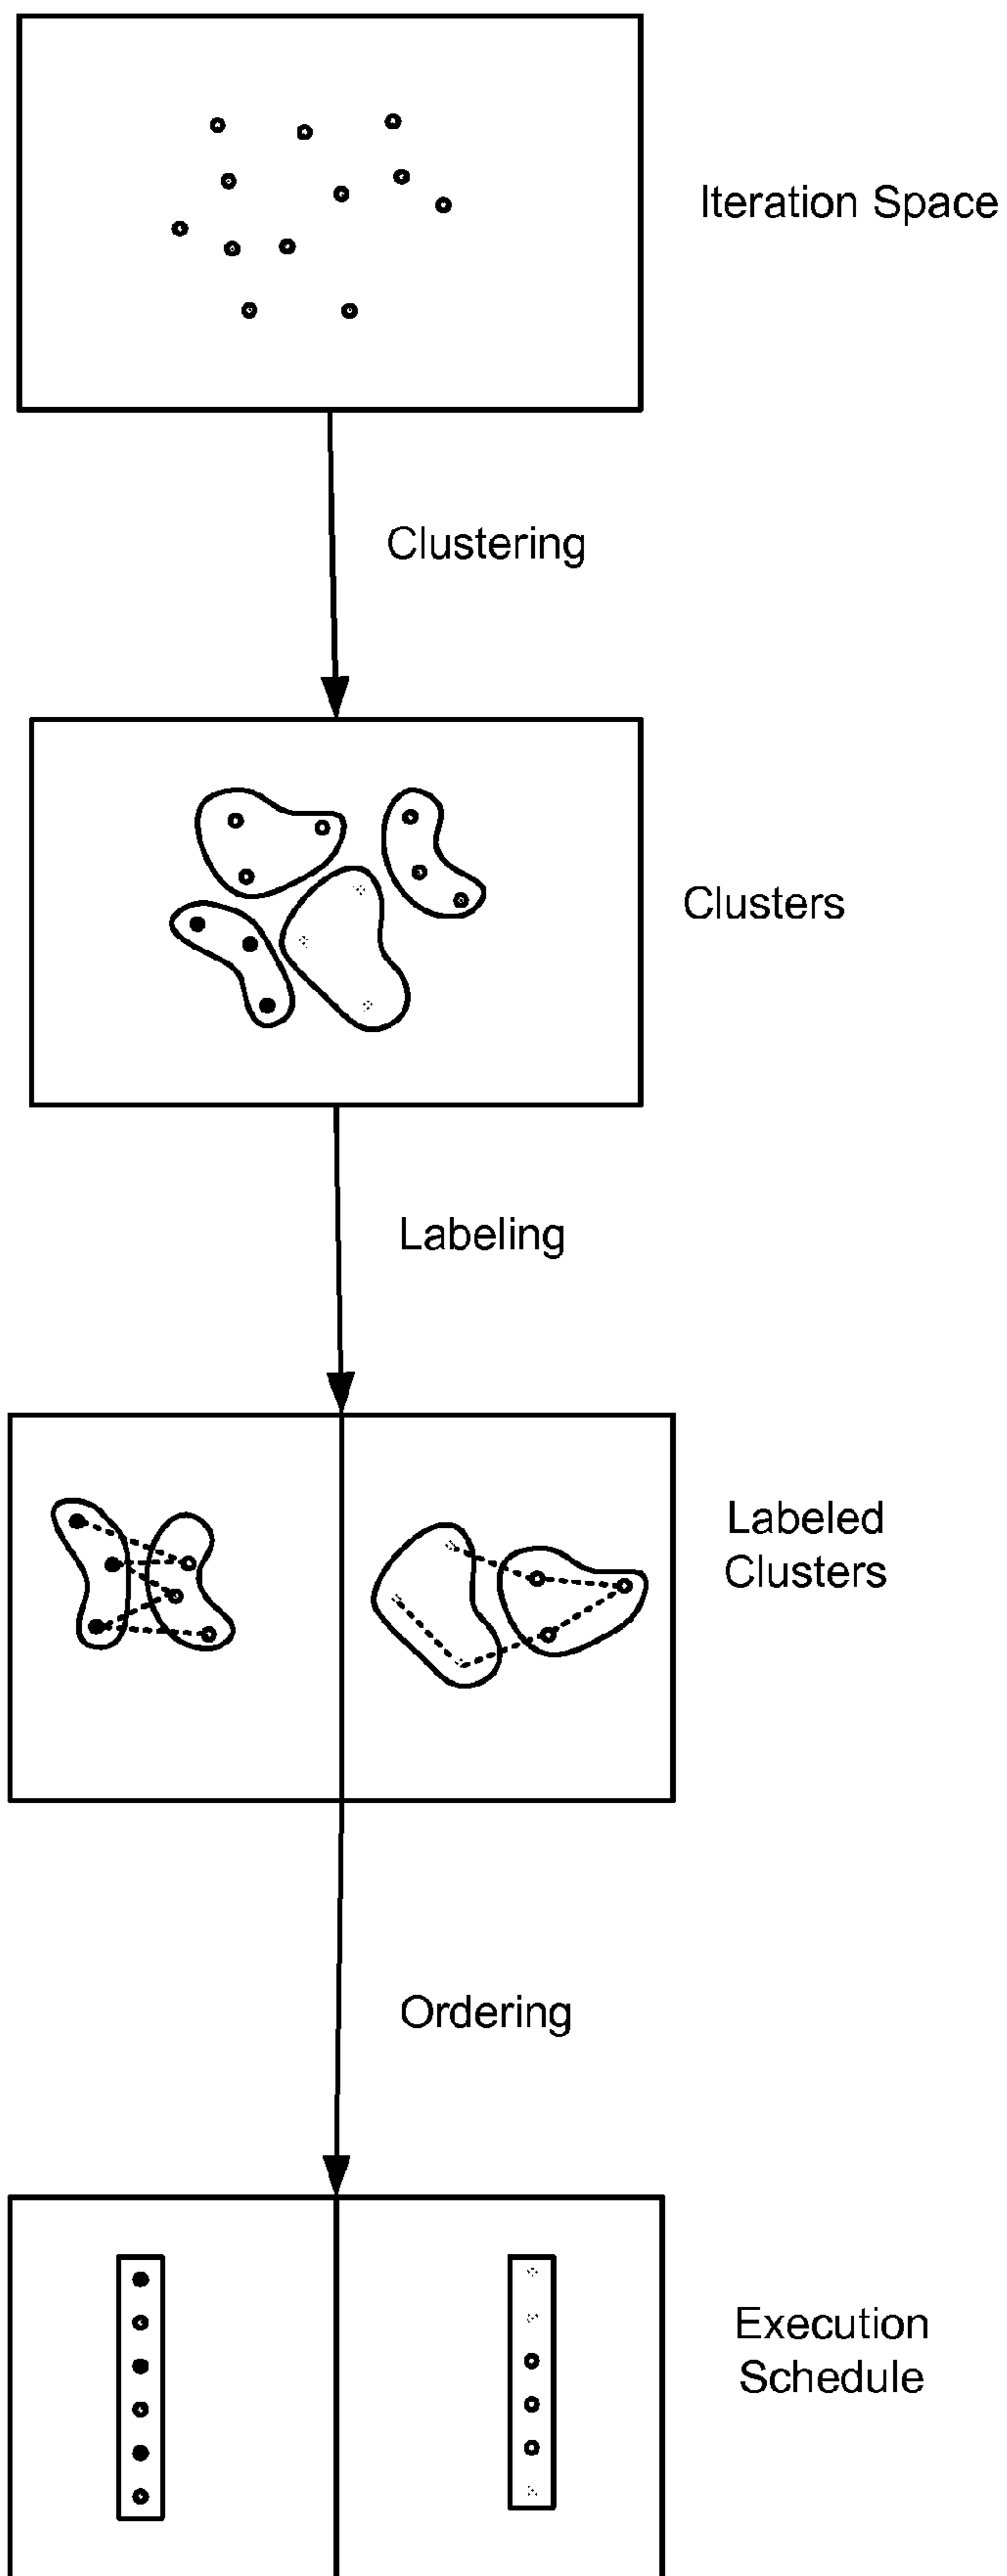 Iteration Space
Clustering
Clusters
Labeling
Labeled
Clusters
Ordering
Execution
Schedule